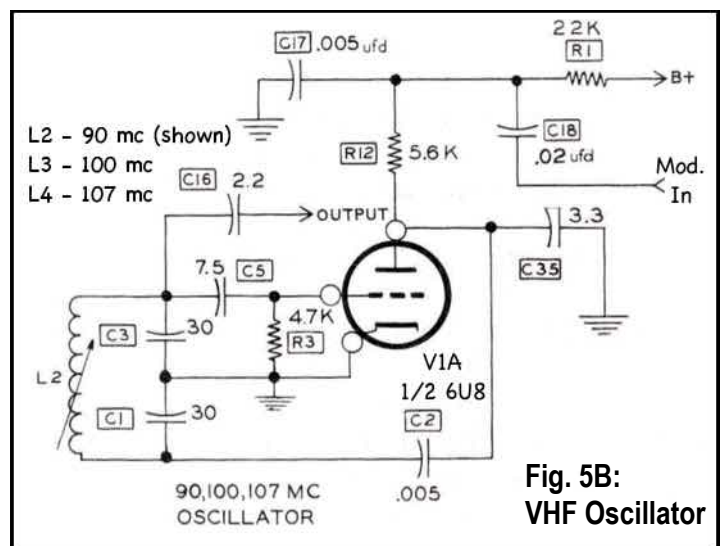 C17 .005 ufd
22K
R1
B+
L2 - 90 mc (shown)
L3 - 100 mc
L4 - 107 mc
R12 5.6 K
C18
.02 ufd
Mod.
In
C16 2.2
OUTPUT
3.3
C35
7.5 C5
4.7K
R3
C3 30
L2
C1 30
V1A
1/2 6U8
C2
.005
90,100,107 MC
OSCILLATOR
Fig. 5B:
VHF Oscillator